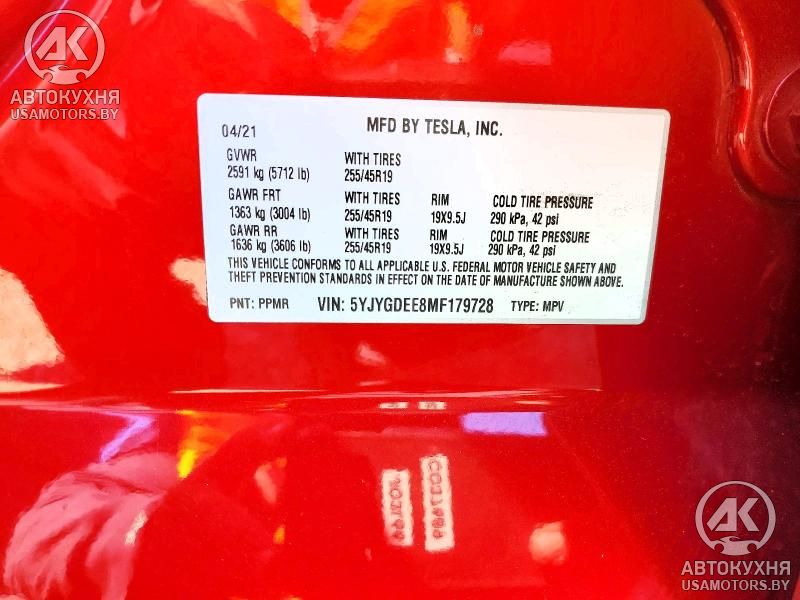 AK
АВТОКУХНЯ
USAMOTORS.BY
04/21 MFD BY TESLA, INC.
GVWR WITH TIRES
2591 kg (5712 lb) 255/45R19
GAWR FRT WITH TIRES RIM COLD TIRE PRESSURE
1363 kg (3004 lb) 255/45R19 19X9.5J 290 kPa, 42 psi
GAWR RR WITH TIRES RIM COLD TIRE PRESSURE
1636 kg (3606 lb) 255/45R19 19X9.5J 290 kPa, 42 psi
THIS VEHICLE CONFORMS TO ALL APPLICABLE U.S. FEDERAL MOTOR VEHICLE SAFETY AND
THEFT PREVENTION STANDARDS IN EFFECT ON THE DATE OF MANUFACTURE SHOWN ABOVE.
PNT: PPMR VIN: 5YJYGDEE8MF179728 TYPE: MPV
AK
АВТОКУХНЯ
USAMOTORS.BY